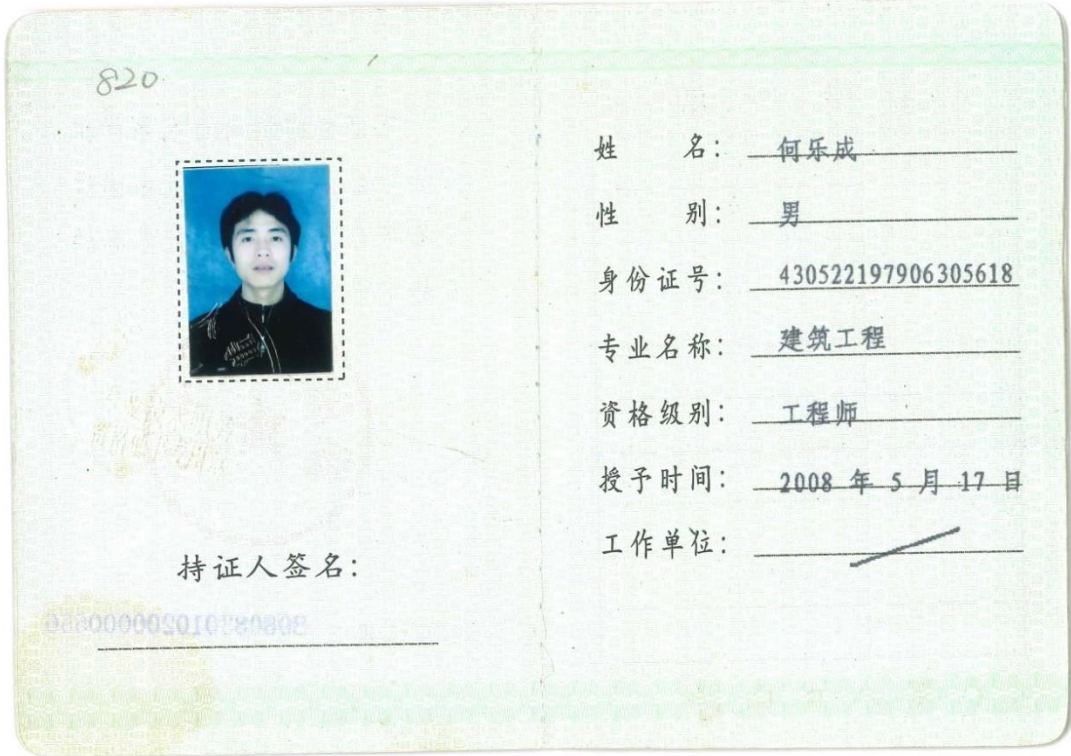 820
持证人签名：
姓 名： 何乐成
性 别： 男
身份证号： 430522197906305618
专业名称： 建筑工程
资格级别： 工程师
授予时间： 2008 年 5 月 17 日
工作单位：